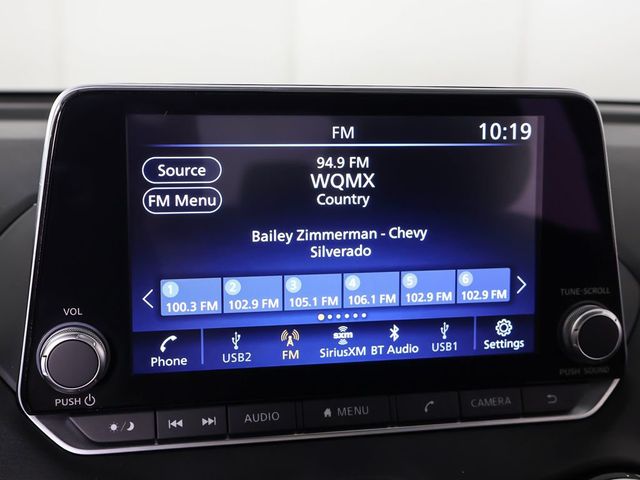 FM
10:19
Source
FM Menu
94.9 FM
WQMX
Country
Bailey Zimmerman - Chevy
Silverado
1
100.3 FM
2
102.9 FM
3
105.1 FM
4
106.1 FM
5
102.9 FM
6
102.9 FM
Phone
USB2
FM
sxm
SiriusXM
BT Audio
USB1
Settings
VOL
PUSH
TUNE·SCROLL
PUSH SOUND
AUDIO
MENU
CAMERA